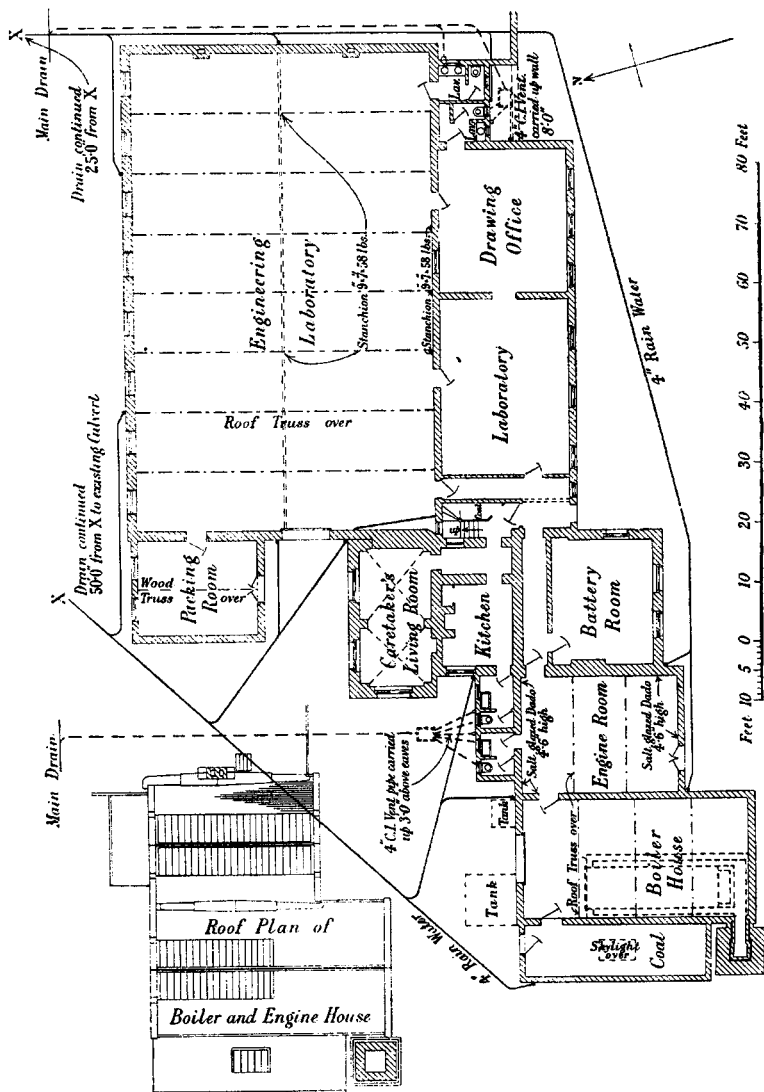 X
Main Drain
Drain continued
25'·0" from X
Drain continued
50'·0" from X to existing Culvert
X
Engineering
Laboratory
Stanchion 9"·7"·58 lbs.
Stanchion 9"·7"·58 lbs.
Roof Truss over
Lav.
Lav.
4" C.I. Vent.
carried up wall
8'·0"
N
Drawing
Office
Laboratory
4" Rain Water
Wood
Truss over
Packing
Room
Caretaker's
Living Room
Kitchen
up
Battery
Room
Salt glazed Dado
4'·6" high
Engine Room
Salt glazed Dado
4'·6" high
Main Drain
4" C.I. Vent pipe carried
up 3'·0" above eaves
Tank
Tank
4" Rain Water
Roof Truss over
Boiler
House
Skylight
over
Coal
Roof Plan of
Boiler and Engine House
Feet 10 5 0 10 20 30 40 50 60 70 80 Feet